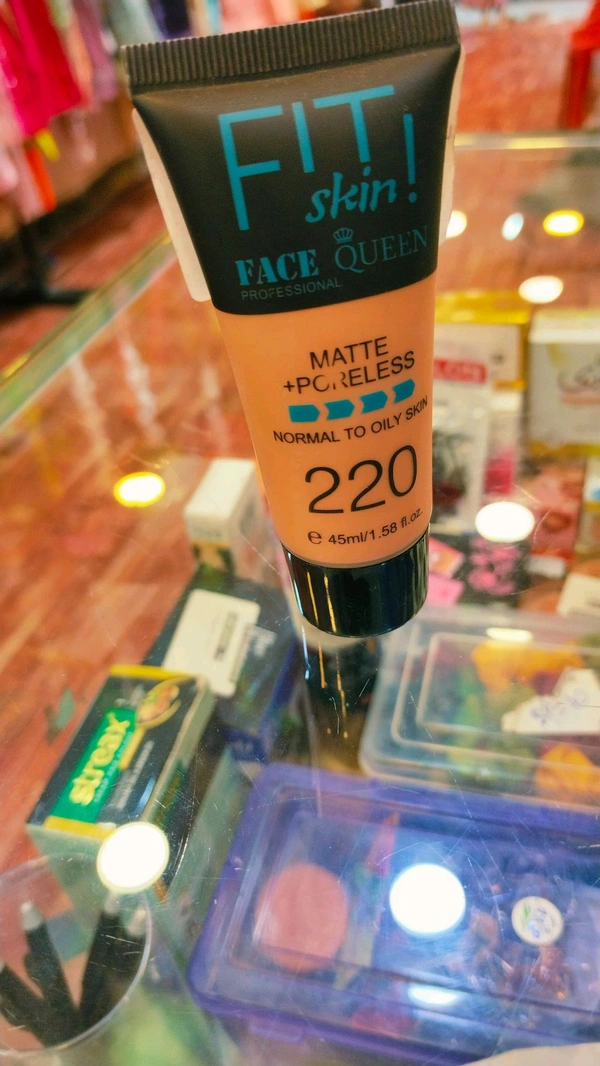 FIT!
skin
FACE QUEEN
PROFESSIONAL
MATTE
+PORELESS
NORMAL TO OILY SKIN
220
e 45ml/1.58 fl.oz.
streax